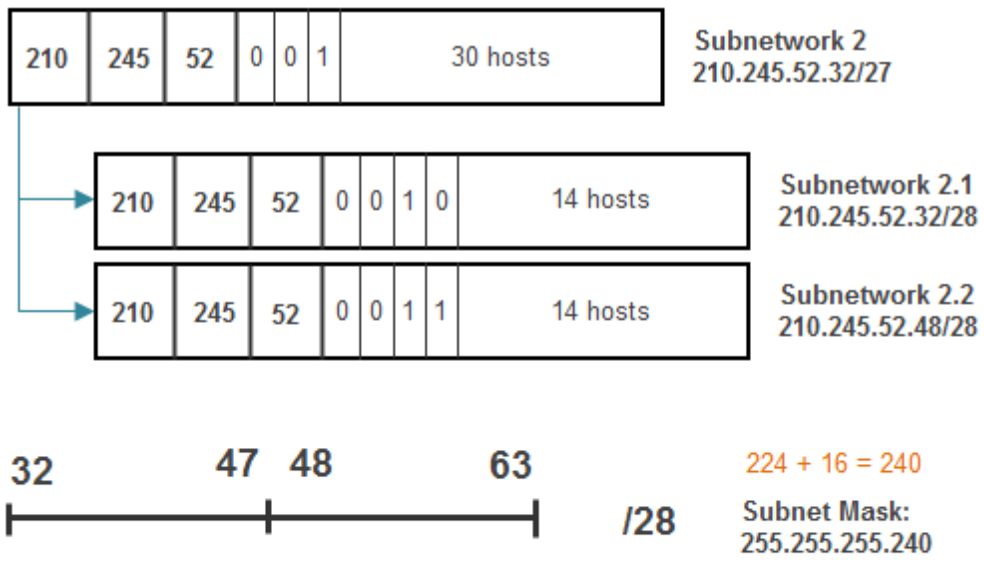 210 245 52 0 0 1 30 hosts
Subnetwork 2
210.245.52.32/27
210 245 52 0 0 1 0 14 hosts
Subnetwork 2.1
210.245.52.32/28
210 245 52 0 0 1 1 14 hosts
Subnetwork 2.2
210.245.52.48/28
32 47 48 63
/28
224 + 16 = 240
Subnet Mask:
255.255.255.240